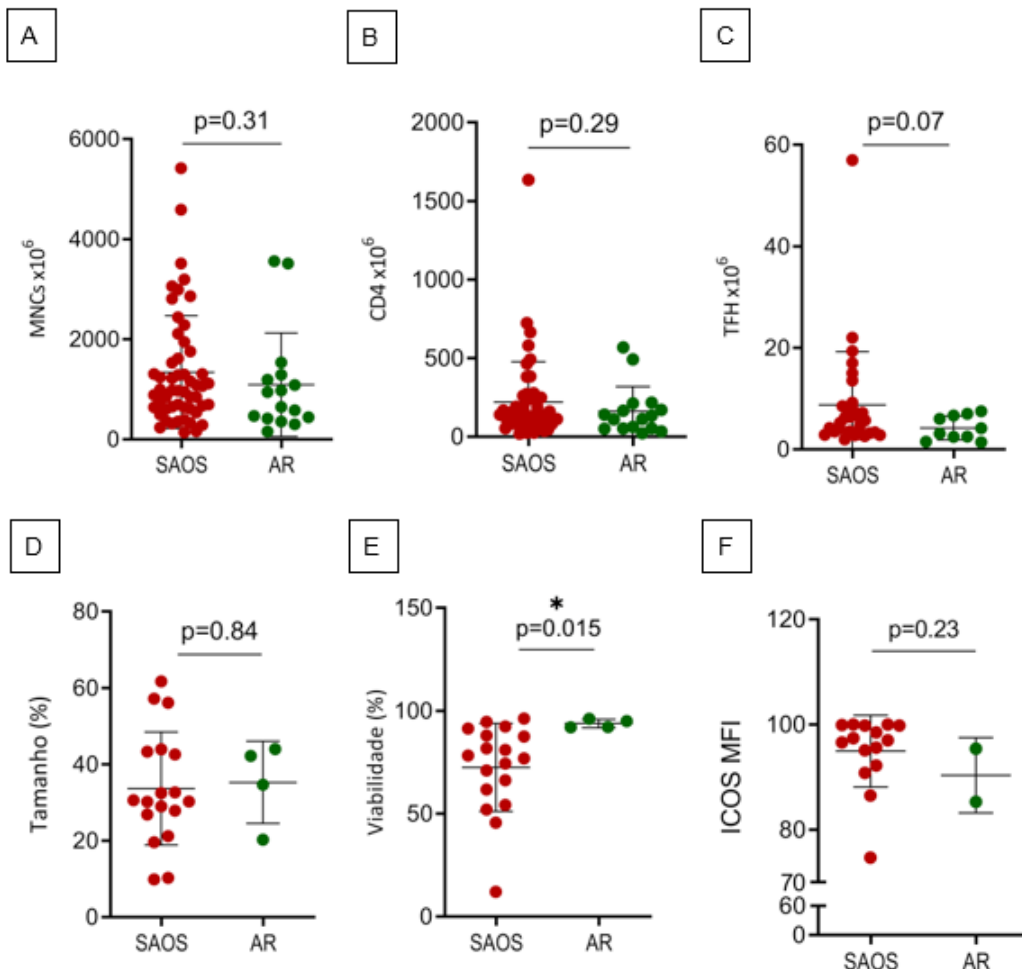 A
B
C
p=0.31
MNCs x10⁶
6000
4000
2000
0
SAOS
AR
p=0.29
CD4 x10⁶
2000
1500
1000
500
0
SAOS
AR
p=0.07
TFH x10⁶
60
40
20
0
SAOS
AR
D
E
F
p=0.84
Tamanho (%)
80
60
40
20
0
SAOS
AR
*
p=0.015
Viabilidade (%)
150
100
50
0
SAOS
AR
p=0.23
ICOS MFI
120
100
80
70
60
0
SAOS
AR